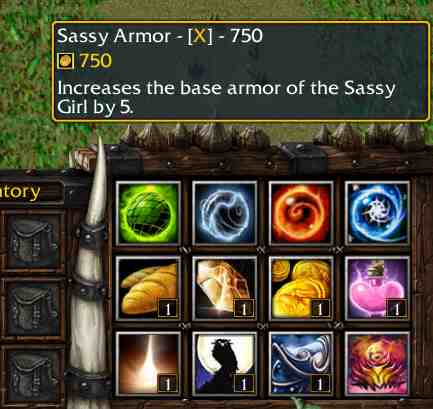 Sassy Armor - [X] - 750
750
Increases the base armor of the Sassy
Girl by 5.
ntory
1 1 1 1
1 1 1